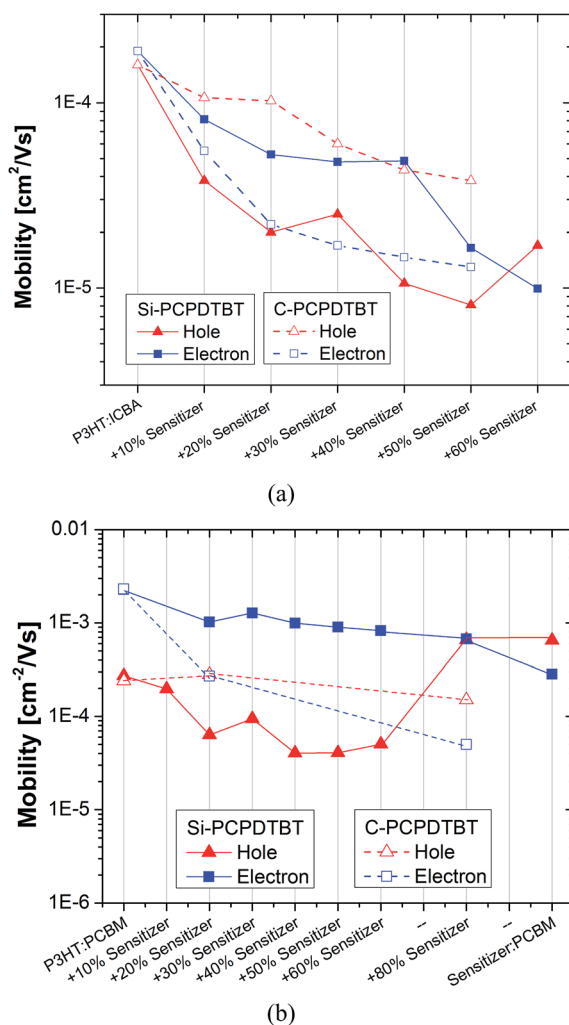 Mobility [cm²/Vs]
1E-4
1E-5
Si-PCPDTBT
Hole
Electron
C-PCPDTBT
Hole
Electron
P3HT:ICBA
+10% Sensitizer
+20% Sensitizer
+30% Sensitizer
+40% Sensitizer
+50% Sensitizer
+60% Sensitizer
(a)
Mobility [cm⁻²/Vs]
0.01
1E-3
1E-4
1E-5
1E-6
Si-PCPDTBT
Hole
Electron
C-PCPDTBT
Hole
Electron
P3HT:PCBM
+10% Sensitizer
+20% Sensitizer
+30% Sensitizer
+40% Sensitizer
+50% Sensitizer
+60% Sensitizer
–
+80% Sensitizer
–
Sensitizer:PCBM
(b)